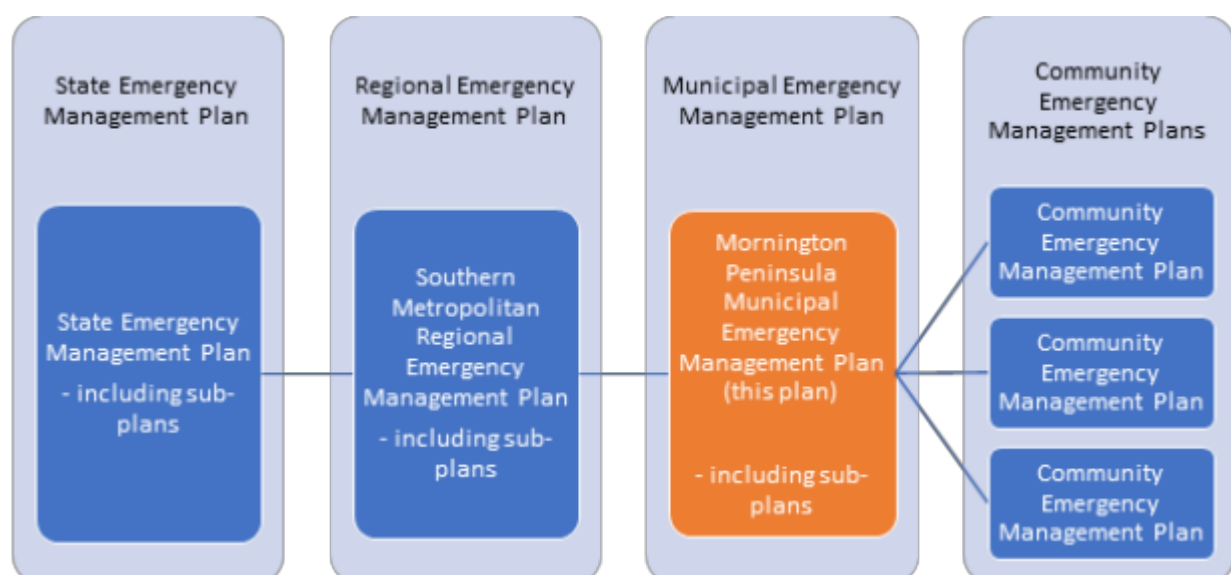 State Emergency
Management Plan
Regional Emergency
Management Plan
Municipal Emergency
Management Plan
Community
Emergency
Management Plans
State Emergency
Management Plan
- including sub-
plans
Southern
Metropolitan
Regional
Emergency
Management Plan
- including sub-
plans
Mornington
Peninsula
Municipal
Emergency
Management Plan
(this plan)
- including sub-
plans
Community
Emergency
Management Plan
Community
Emergency
Management Plan
Community
Emergency
Management Plan